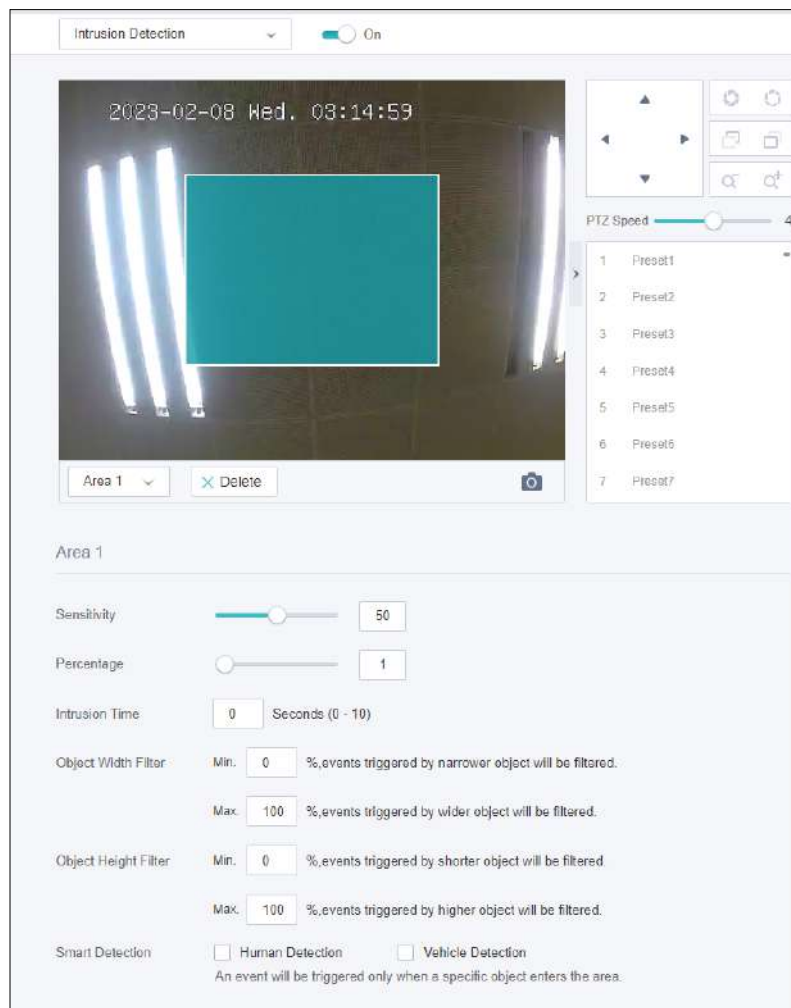 Intrusion Detection
On
2023-02-08 Wed. 03:14:59
PTZ Speed 4
1 Preset1
2 Preset2
3 Preset3
4 Preset4
5 Preset5
6 Preset6
7 Preset7
Area 1 Delete
Area 1
Sensitivity 50
Percentage 1
Intrusion Time 0 Seconds (0 - 10)
Object Width Filter Min. 0 %,events triggered by narrower object will be filtered.
Max. 100 %,events triggered by wider object will be filtered.
Object Height Filter Min. 0 %,events triggered by shorter object will be filtered
Max. 100 %,events triggered by higher object will be filtered.
Smart Detection Human Detection Vehicle Detection
An event will be triggered only when a specific object enters the area.